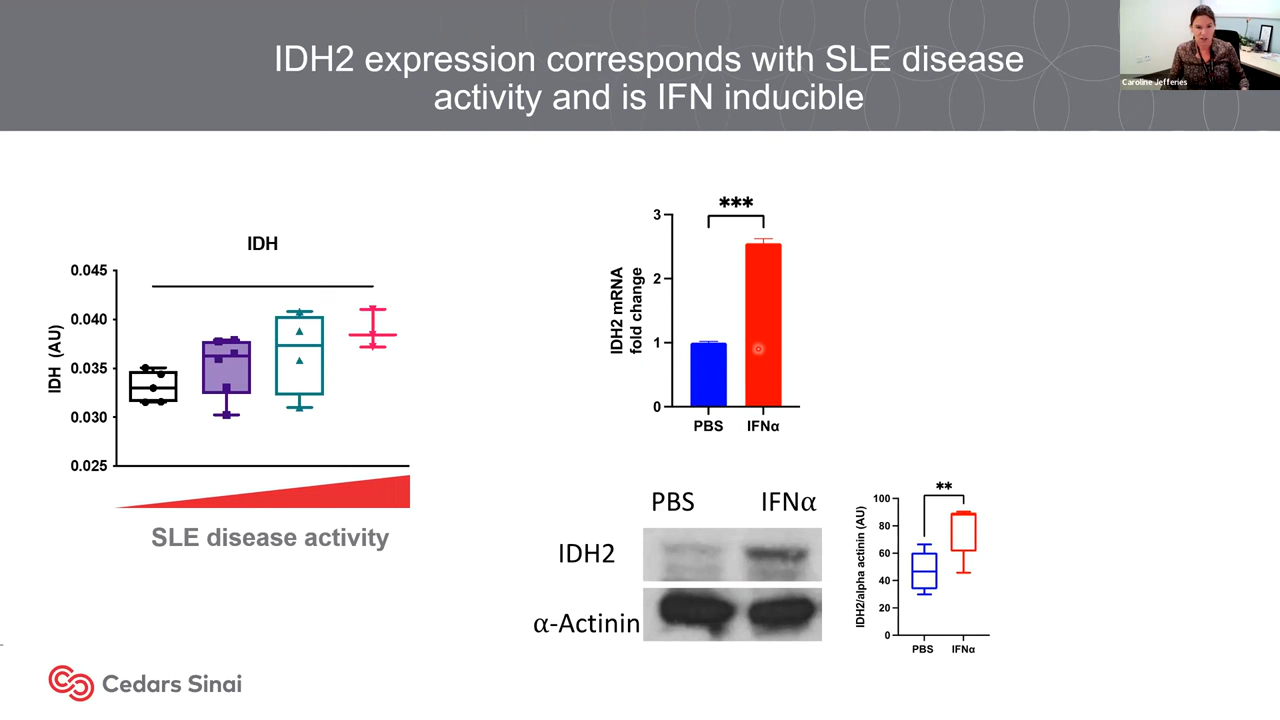 IDH2 expression corresponds with SLE disease
activity and is IFN inducible
Caroline Jefferies
IDH
IDH (AU)
0.045
0.040
0.035
0.030
0.025
SLE disease activity
***
IDH2 mRNA
fold change
3
2
1
0
PBS
IFNα
PBS
IFNα
IDH2
α-Actinin
**
IDH2/alpha actinin (AU)
100
80
60
40
20
0
PBS
IFNα
Cedars Sinai